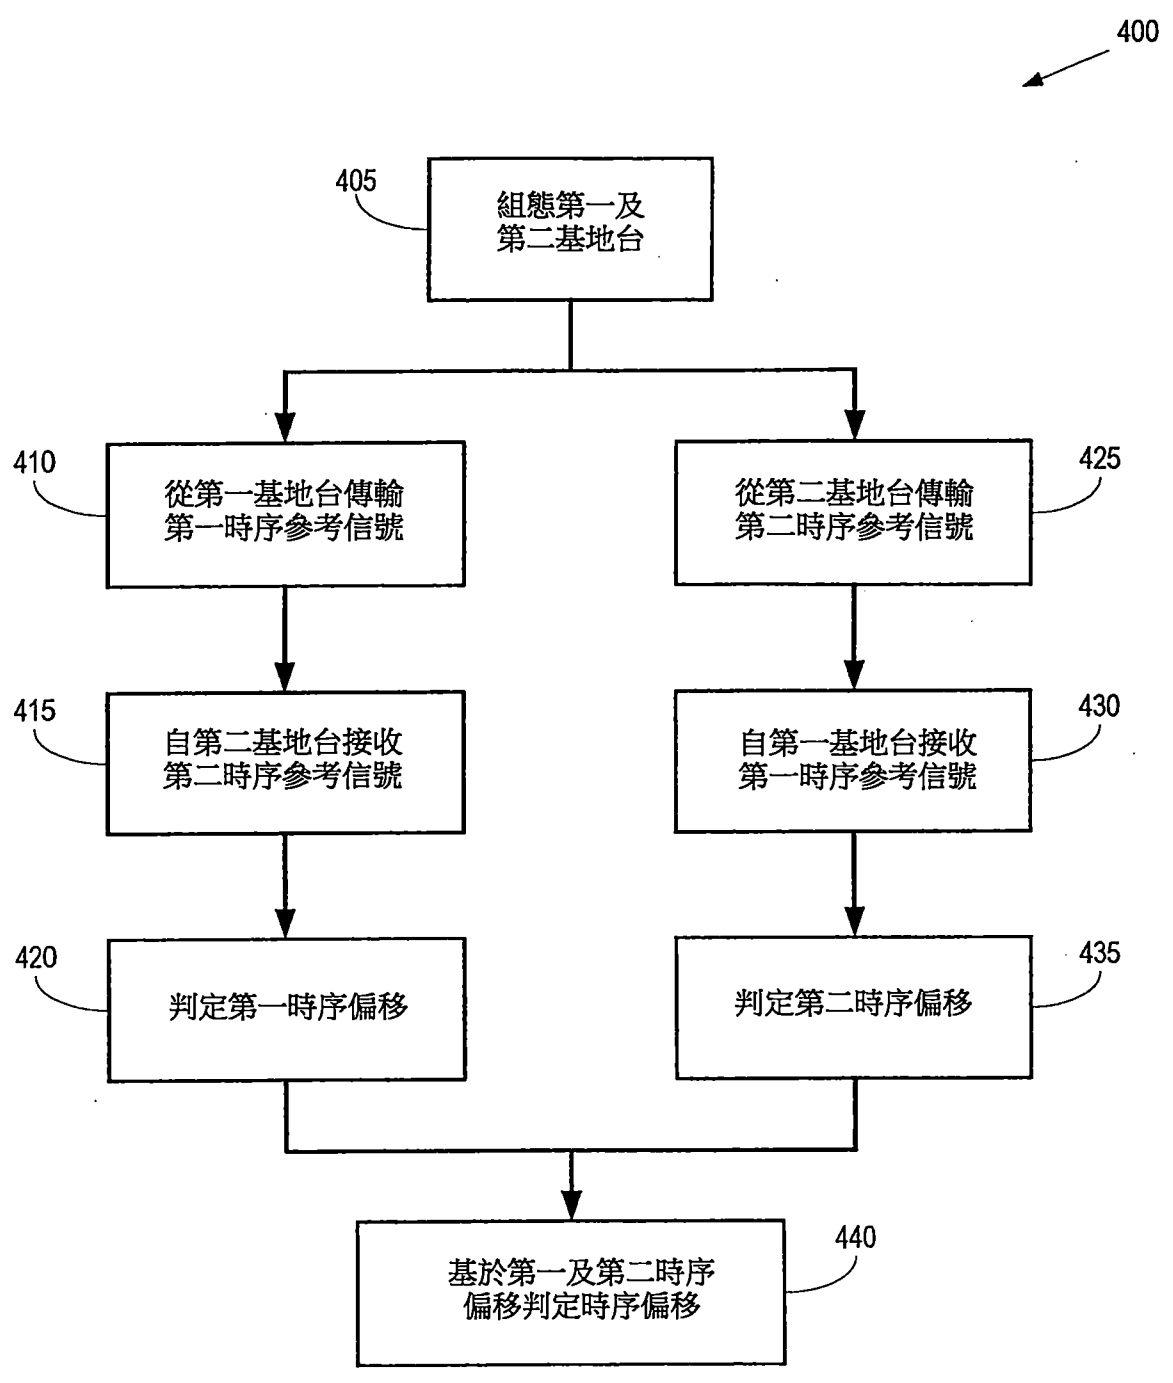 400
405
組態第一及
第二基地台
410
從第一基地台傳輸
第一時序參考信號
425
從第二基地台傳輸
第二時序參考信號
415
自第二基地台接收
第二時序參考信號
430
自第一基地台接收
第一時序參考信號
420
判定第一時序偏移
435
判定第二時序偏移
440
基於第一及第二時序
偏移判定時序偏移